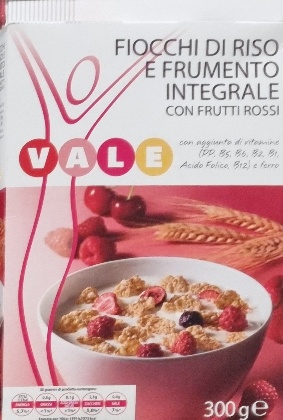 FIOCCHI DI RISO
E FRUMENTO
INTEGRALE
CON FRUTTI ROSSI
VALE
con aggiunta di vitamine
(PP, B5, B6, B2, B1,
Acido Folico, B12) e ferro
300 g e